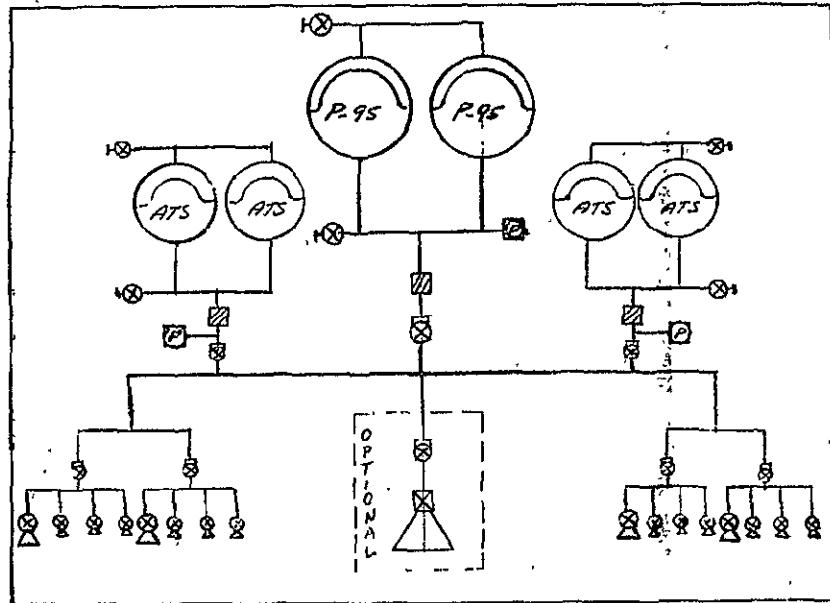 P-95 P-95
ATS ATS ATS ATS
P
P P
OPTIONAL